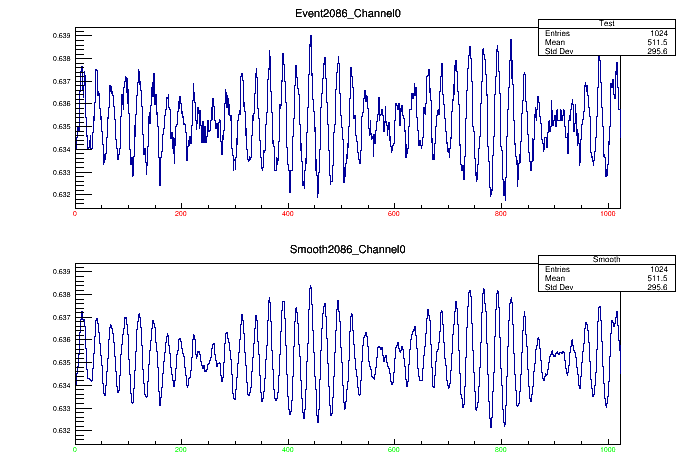 Event2086_Channel0
Test
Entries 1024
Mean 511.5
Std Dev 295.6
0.639
0.638
0.637
0.636
0.635
0.634
0.633
0.632
0 200 400 600 800 1000
Smooth2086_Channel0
Smooth
Entries 1024
Mean 511.5
Std Dev 295.6
0.639
0.638
0.637
0.636
0.635
0.634
0.633
0.632
0 200 400 600 800 1000